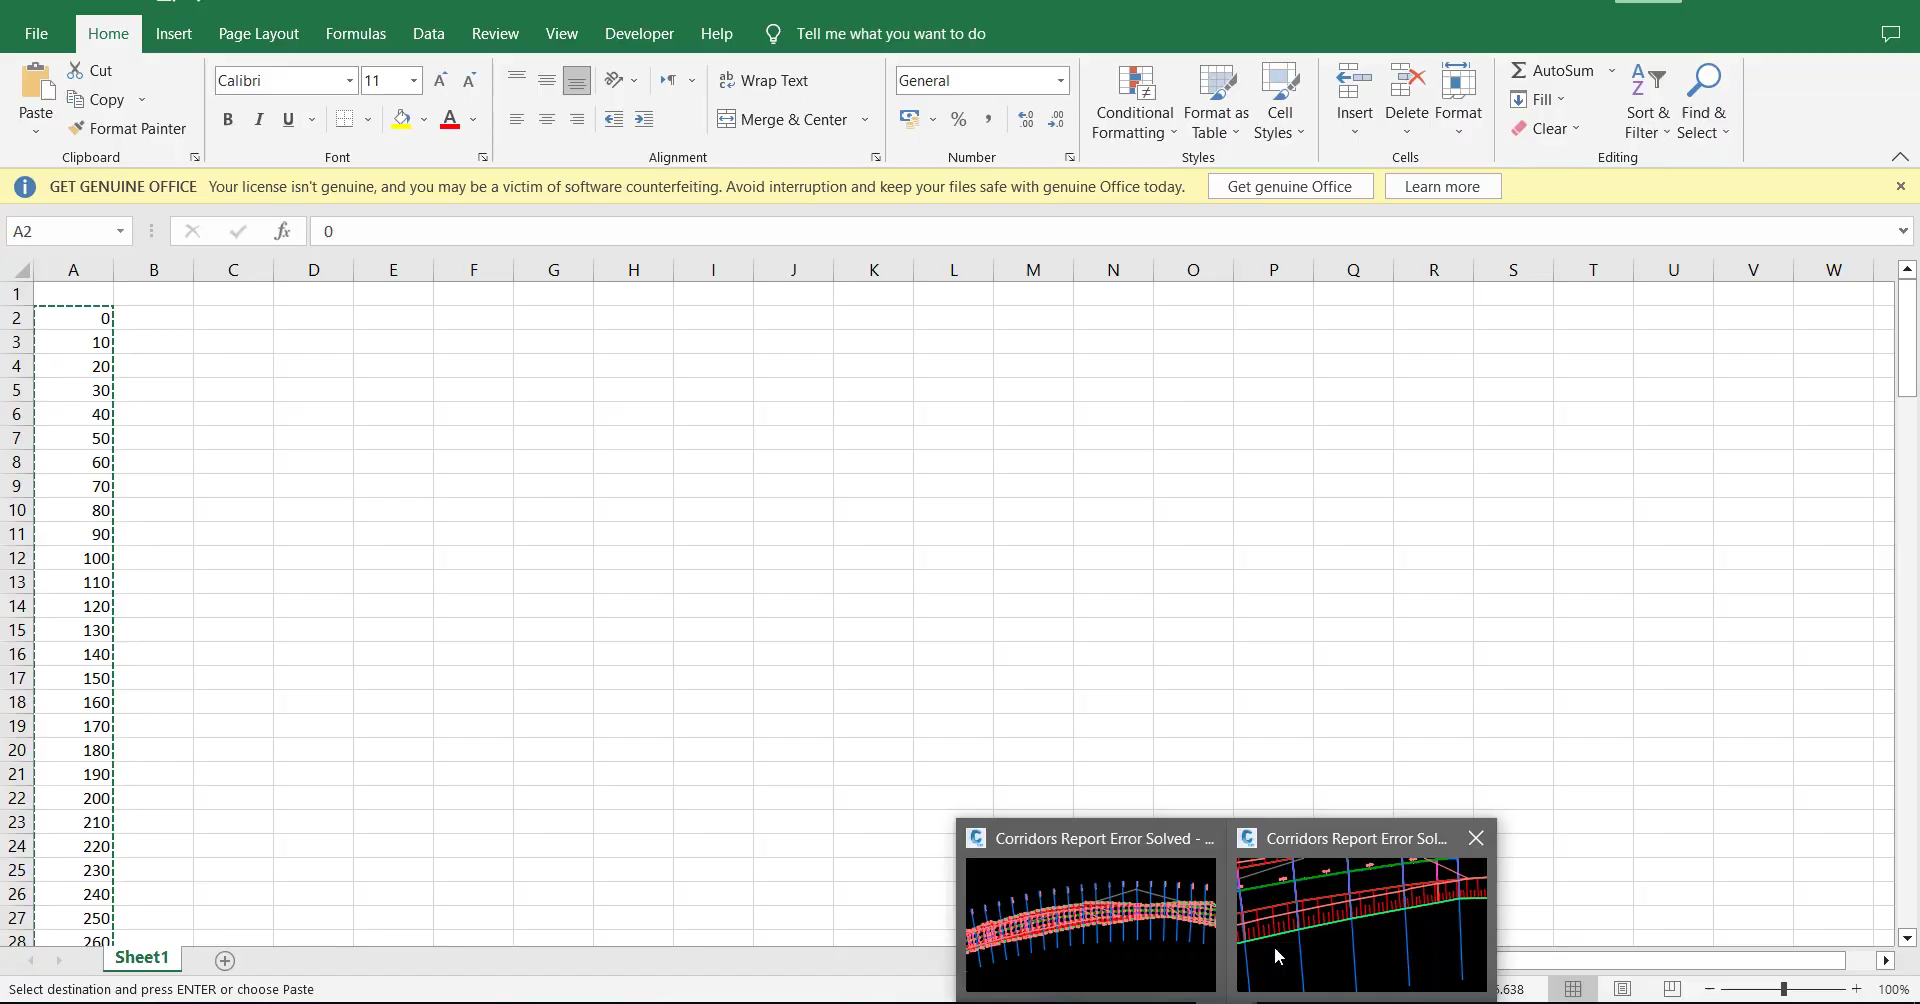 File Home Insert Page Layout Formulas Data Review View Developer Help Tell me what you want to do
Paste
Cut
Copy
Format Painter
Clipboard
Calibri 11
B I U
Font
Wrap Text
Merge & Center
Alignment
General
Number
Conditional Formatting
Format as Table
Cell Styles
Styles
Insert
Delete
Format
Cells
AutoSum
Fill
Clear
Sort & Filter
Find & Select
Editing
GET GENUINE OFFICE Your license isn't genuine, and you may be a victim of software counterfeiting. Avoid interruption and keep your files safe with genuine Office today. Get genuine Office Learn more
A2 fx 0
A B C D E F G H I J K L M N O P Q R S T U V W
1
2 0
3 10
4 20
5 30
6 40
7 50
8 60
9 70
10 80
11 90
12 100
13 110
14 120
15 130
16 140
17 150
18 160
19 170
20 180
21 190
22 200
23 210
24 220
25 230
26 240
27 250
28 260
Corridors Report Error Solved - ...
Corridors Report Error Sol...
Sheet1
Select destination and press ENTER or choose Paste
5.638
100%